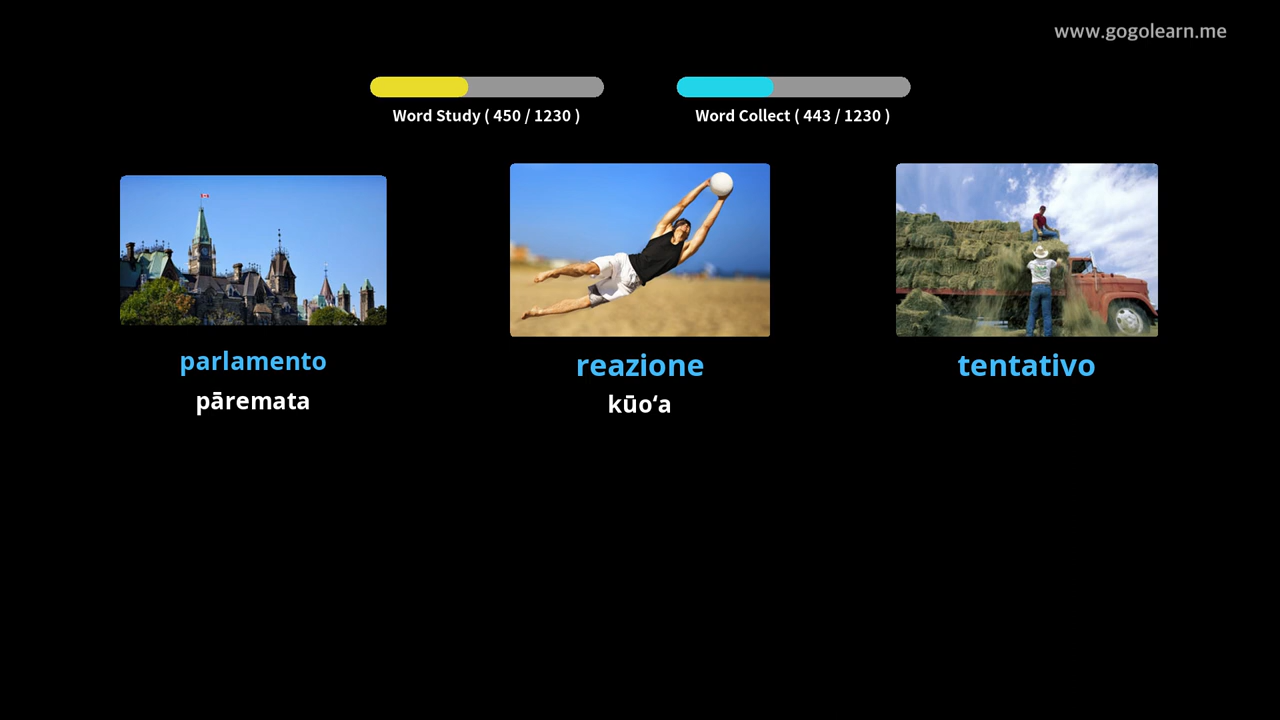 www.gogolearn.me
Word Study ( 450 / 1230 )
Word Collect ( 443 / 1230 )
parlamento
pāremata
reazione
kūoʻa
tentativo